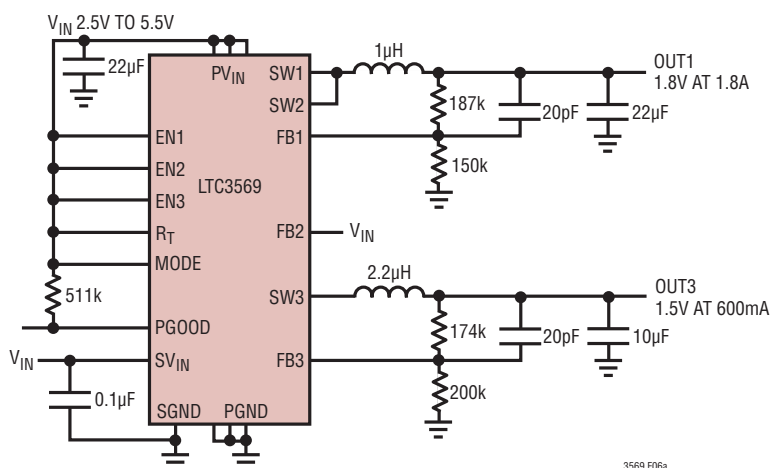 VIN 2.5V TO 5.5V
22µF
PVIN
SW1
1µH
OUT1
1.8V AT 1.8A
SW2
187k
20pF
22µF
EN1
FB1
EN2
150k
LTC3569
EN3
RT
FB2
VIN
MODE
2.2µH
OUT3
1.5V AT 600mA
511k
SW3
PGOOD
174k
20pF
10µF
VIN
SVIN
FB3
0.1µF
200k
SGND
PGND
3569 F06a